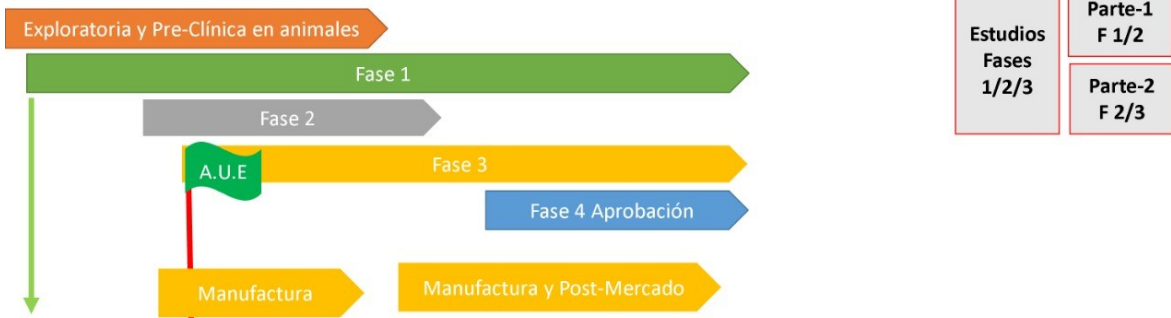 Exploratoria y Pre-Clínica en animales
Fase 1
Fase 2
A.U.E
Fase 3
Fase 4 Aprobación
Manufactura
Manufactura y Post-Mercado
Estudios
Fases
1/2/3
Parte-1
F 1/2
Parte-2
F 2/3